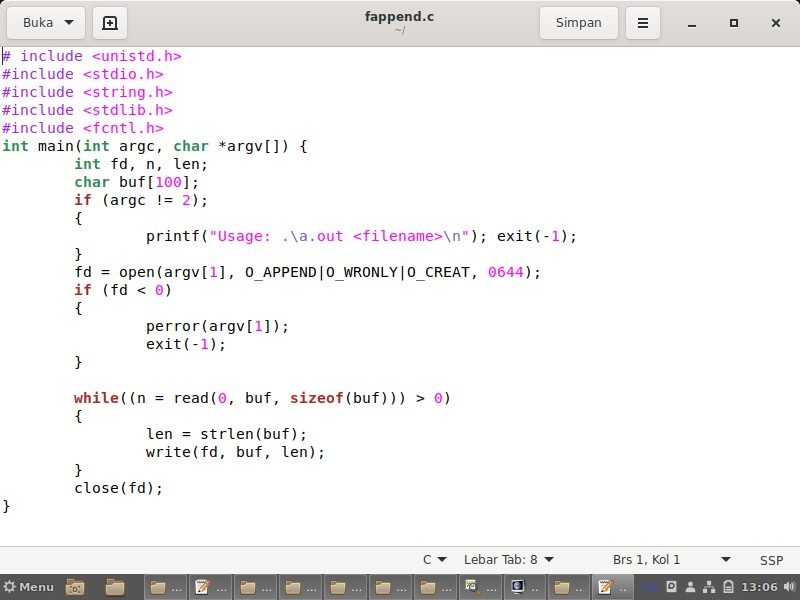 Buka
fappend.c
~/
Simpan
# include <unistd.h>
#include <stdio.h>
#include <string.h>
#include <stdlib.h>
#include <fcntl.h>
int main(int argc, char *argv[]) {
        int fd, n, len;
        char buf[100];
        if (argc != 2);
        {
                printf("Usage: .\a.out <filename>\n"); exit(-1);
        }
        fd = open(argv[1], O_APPEND|O_WRONLY|O_CREAT, 0644);
        if (fd < 0)
        {
                perror(argv[1]);
                exit(-1);
        }
        while((n = read(0, buf, sizeof(buf))) > 0)
        {
                len = strlen(buf);
                write(fd, buf, len);
        }
        close(fd);
}
C Lebar Tab: 8 Brs 1, Kol 1 SSP
Menu ... ... ... ... ... ... ... ... .. ... .. 13:06